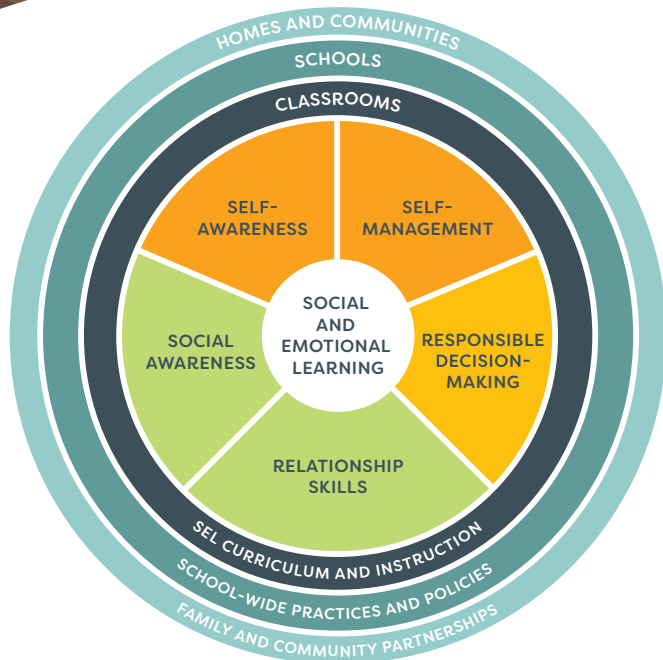 HOMES AND COMMUNITIES
SCHOOLS
CLASSROOMS
SELF-
AWARENESS
SELF-
MANAGEMENT
SOCIAL
AND
EMOTIONAL
LEARNING
SOCIAL
AWARENESS
RESPONSIBLE
DECISION-
MAKING
RELATIONSHIP
SKILLS
SEL CURRICULUM AND INSTRUCTION
SCHOOL-WIDE PRACTICES AND POLICIES
FAMILY AND COMMUNITY PARTNERSHIPS